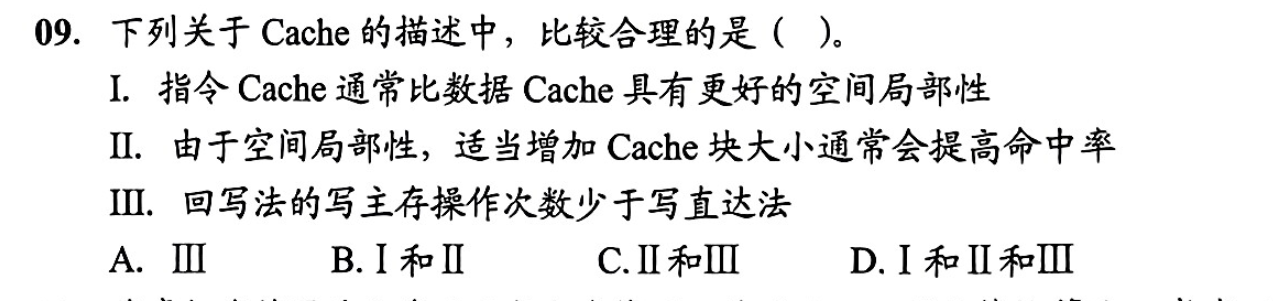 09. 下列关于 Cache 的描述中，比较合理的是（ ）。
I. 指令 Cache 通常比数据 Cache 具有更好的空间局部性
II. 由于空间局部性，适当增加 Cache 块大小通常会提高命中率
III. 回写法的写主存操作次数少于写直达法
A. III B. I 和 II C. II 和 III D. I 和 II 和 III